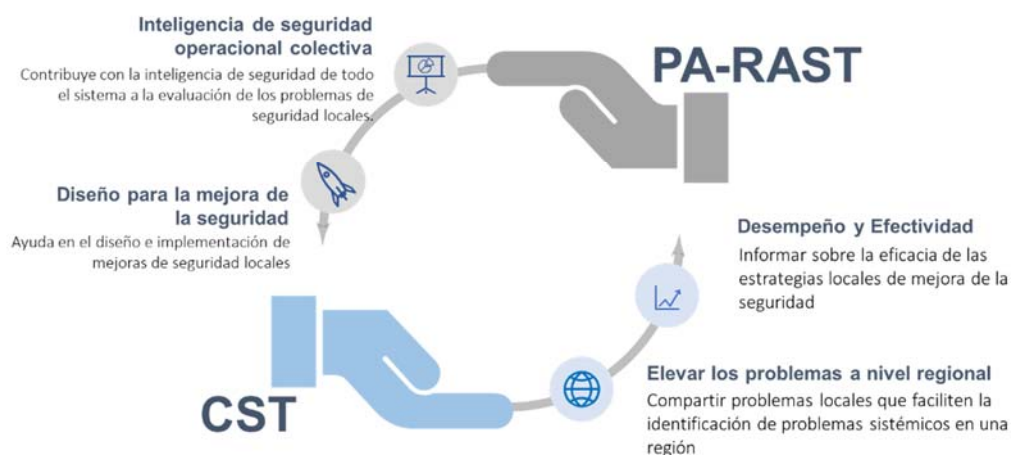 Inteligencia de seguridad
operacional colectiva
Contribuye con la inteligencia de seguridad de todo
el sistema a la evaluación de los problemas de
seguridad locales.
PA-RAST
Diseño para la mejora de
la seguridad
Ayuda en el diseño e implementación de
mejoras de seguridad locales
Desempeño y Efectividad
Informar sobre la eficacia de las
estrategias locales de mejora de la
seguridad
CST
Elevar los problemas a nivel regional
Compartir problemas locales que faciliten la
identificación de problemas sistémicos en una
región